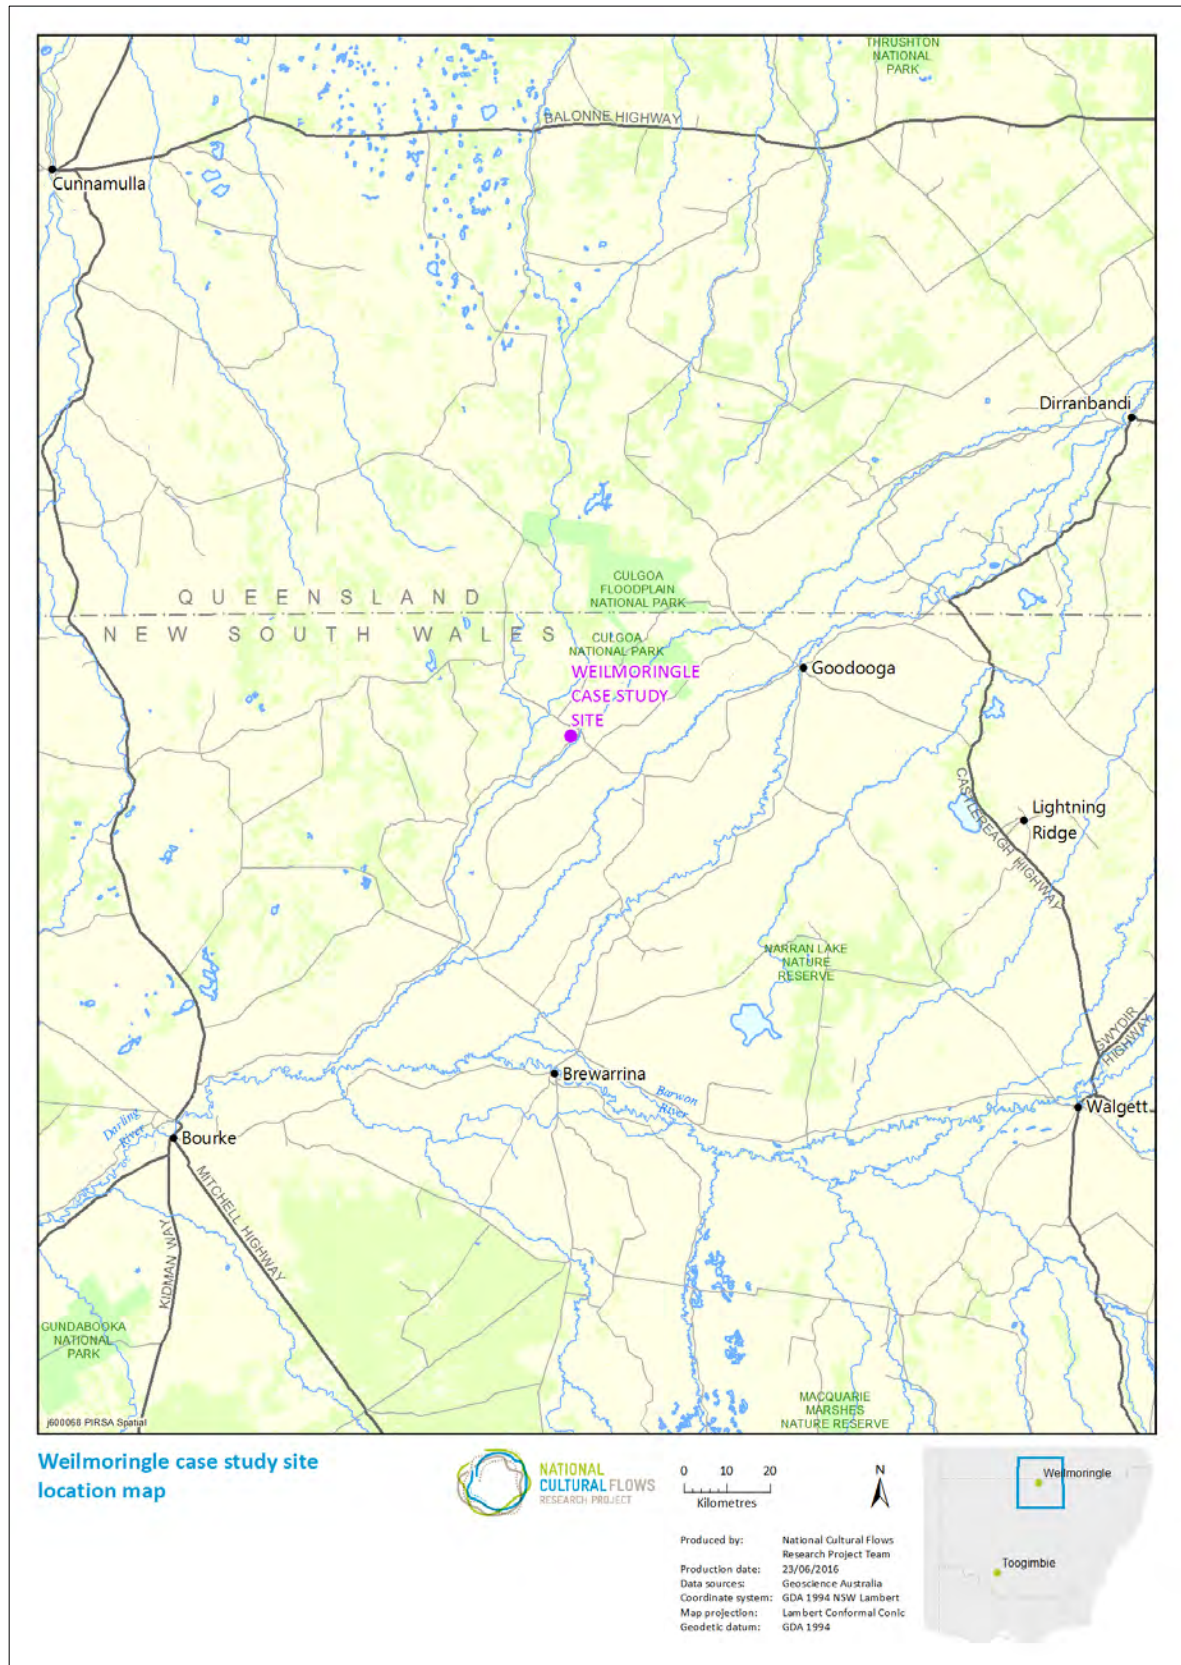 THRUSHTON
NATIONAL
PARK
BALONNE HIGHWAY
Cunnamulla
Dirranbandi
CULGOA
FLOODPLAIN
NATIONAL PARK
QUEENSLAND
NEW SOUTH WALES
CULGOA
NATIONAL PARK
WEILMORINGLE
CASE STUDY
SITE
Goodooga
CASTLEREAGH HIGHWAY
Lightning
Ridge
NARRAN LAKE
NATURE
RESERVE
GWYDIR
HIGHWAY
Brewarrina
Barwon
River
Walgett
Darling
River
Bourke
MITCHELL HIGHWAY
KIDMAN WAY
GUNDABOOKA
NATIONAL
PARK
MACQUARIE
MARSHES
NATURE RESERVE
j600068 PIRSA Spatial
Weilmoringle case study site
location map
NATIONAL
CULTURAL FLOWS
RESEARCH PROJECT
0 10 20
Kilometres
N
Produced by: National Cultural Flows
Research Project Team
Production date: 23/06/2016
Data sources: Geoscience Australia
Coordinate system: GDA 1994 NSW Lambert
Map projection: Lambert Conformal Conic
Geodetic datum: GDA 1994
Weilmoringle
Toogimbie